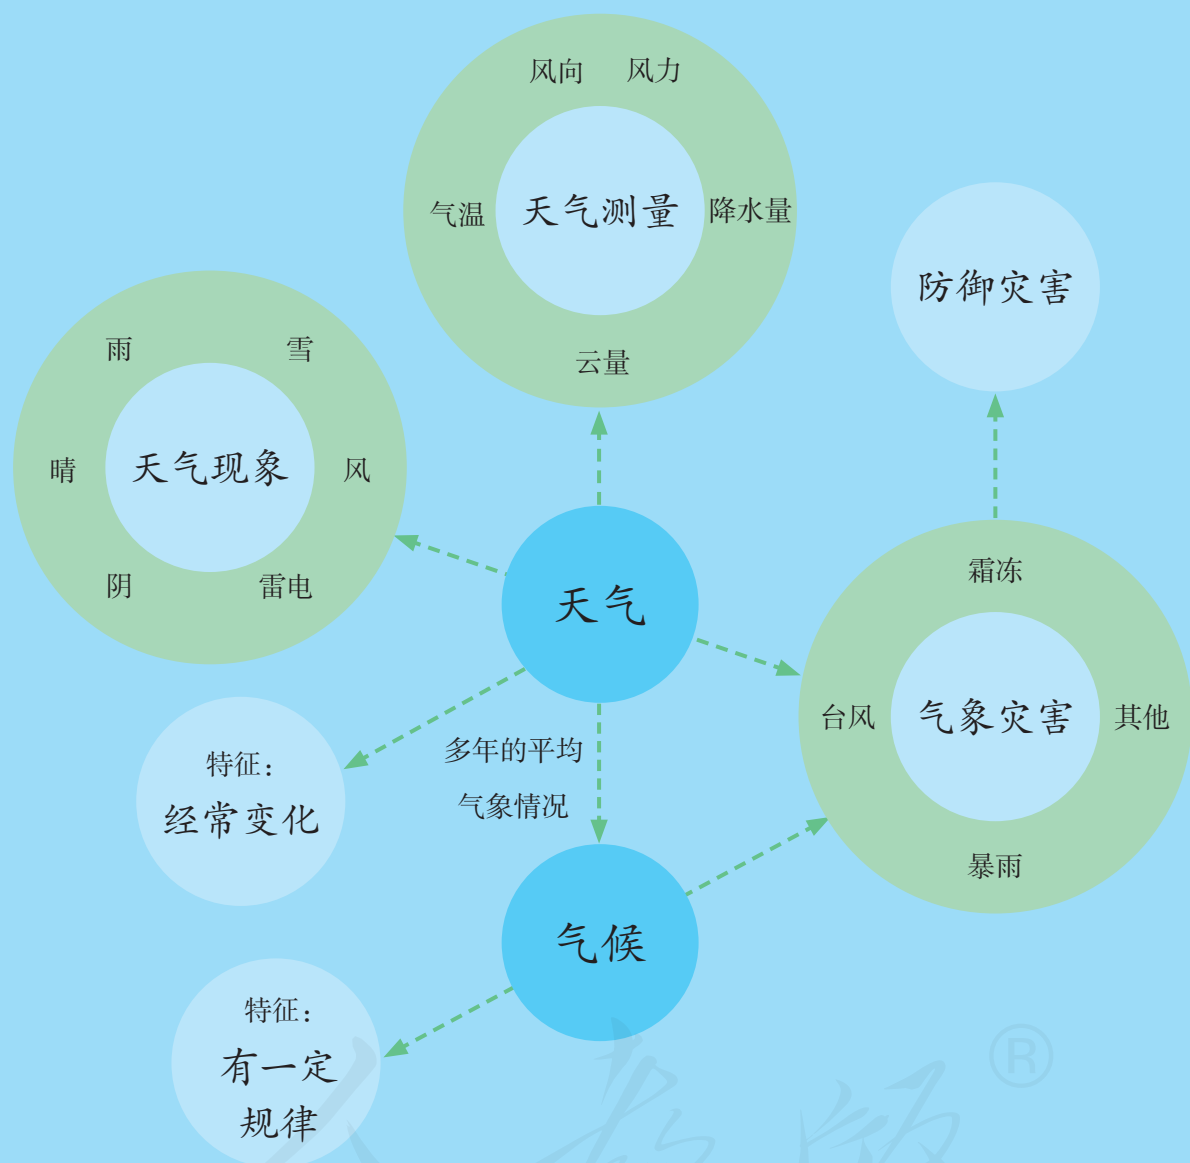 风向 风力
气温
天气测量
降水量
云量
防御灾害
雨
雪
晴
天气现象
风
阴
雷电
天气
霜冻
台风
气象灾害
其他
暴雨
特征：
经常变化
多年的平均
气象情况
气候
特征：
有一定
规律
人教版
®